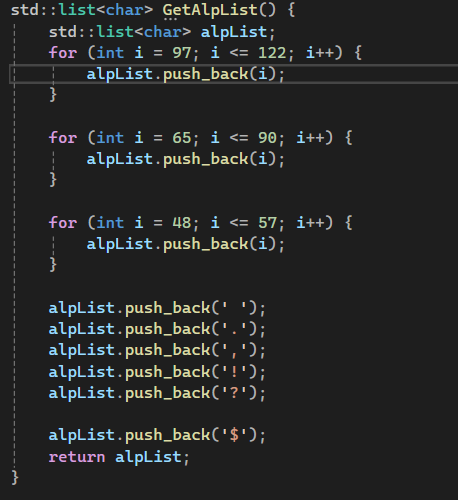 std::list<char> GetAlpList() {
    std::list<char> alpList;
    for (int i = 97; i <= 122; i++) {
        alpList.push_back(i);
    }

    for (int i = 65; i <= 90; i++) {
        alpList.push_back(i);
    }

    for (int i = 48; i <= 57; i++) {
        alpList.push_back(i);
    }

    alpList.push_back(' ');
    alpList.push_back('.');
    alpList.push_back(',');
    alpList.push_back('!');
    alpList.push_back('?');

    alpList.push_back('$');
    return alpList;
}